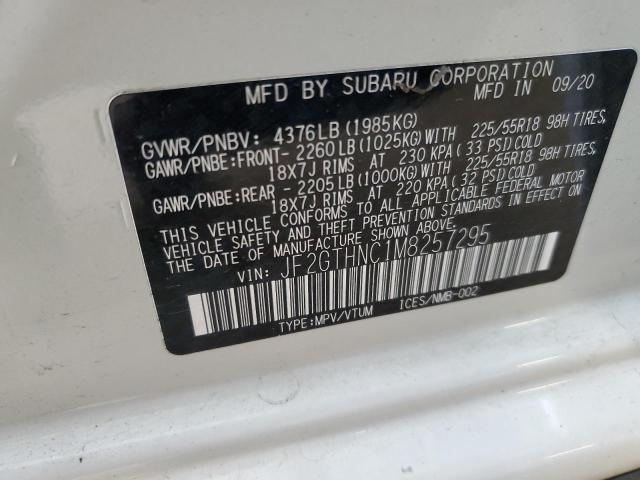 MFD BY SUBARU CORPORATION
MFD IN 09/20
GVWR/PNBV: 4376LB (1985KG)
GAWR/PNBE:FRONT- 2260LB (1025KG) WITH 225/55R18 98H TIRES,
18X7J RIMS AT 230 KPA ( 33 PSI) COLD
GAWR/PNBE:REAR - 2205LB (1000KG) WITH 225/55R18 98H TIRES,
18X7J RIMS AT 220 KPA ( 32 PSI) COLD
THIS VEHICLE CONFORMS TO ALL APPLICABLE FEDERAL MOTOR
VEHICLE SAFETY AND THEFT PREVENTION STANDARDS IN EFFECT
ON THE DATE OF MANUFACTURE SHOWN ABOVE.
VIN: JF2GTHNC1M8257295
TYPE:MPV/VTUM ICES/NMB-002